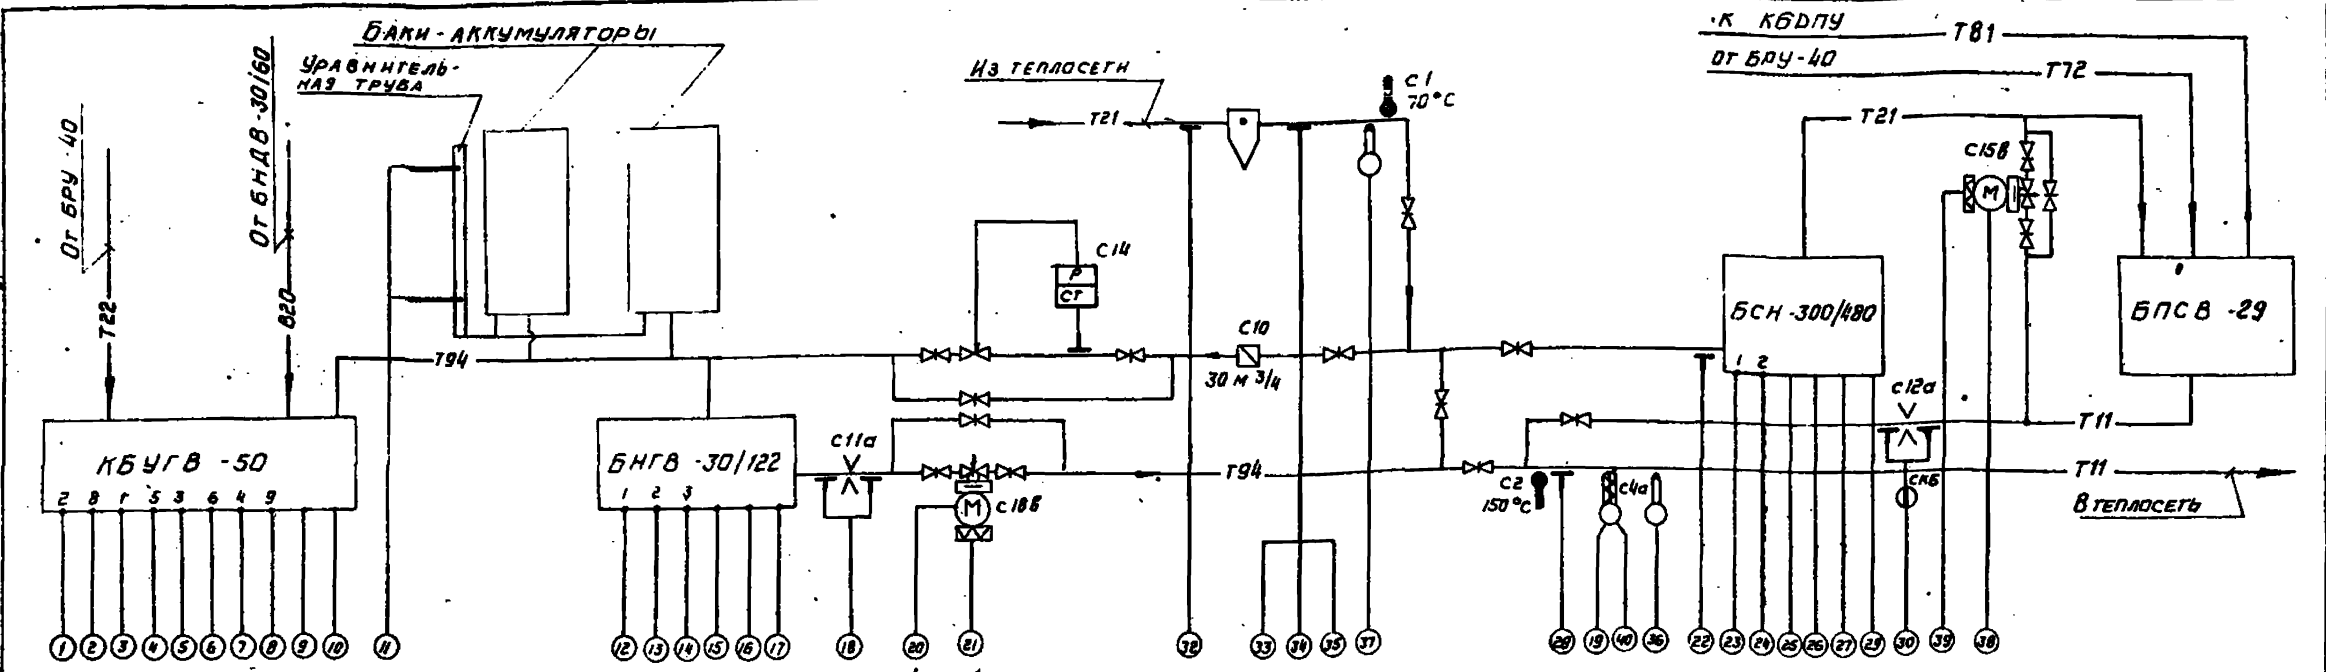 БАКИ-АККУМУЛЯТОРЫ
УРАВНИТЕЛЬ-
НАЯ ТРУБА
От БРУ-40
От БНДВ-30/60
Т22
В20
Т94
КБУГВ-50
2 8 1 5 3 6 4 9
1 2 3 4 5 6 7 8 9 10 11
БНГВ-30/122
1 2 3
12 13 14 15 16 17
С11а
18
С18в
М
20 21
Из теплосети
Т21
С1
70°С
С14
Р
СТ
С10
30 м 3/4
Т94
32 33 34 35 37
К КБДПУ
Т81
от БРУ-40
Т72
Т21
С15в
М
БСН-300/480
1 2
БПСВ-29
С12а
Т11
Т11
СКБ
С2
150°С
С4а
В теплосеть
19 40 36 22 23 24 25 26 27 30 39 38